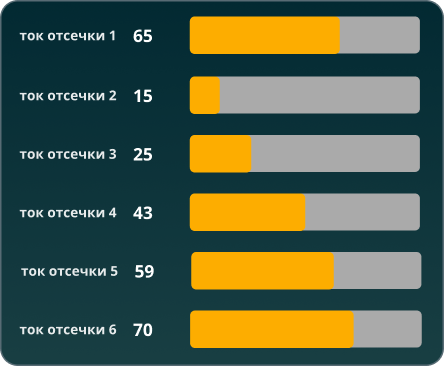 ток отсечки 1 65
ток отсечки 2 15
ток отсечки 3 25
ток отсечки 4 43
ток отсечки 5 59
ток отсечки 6 70